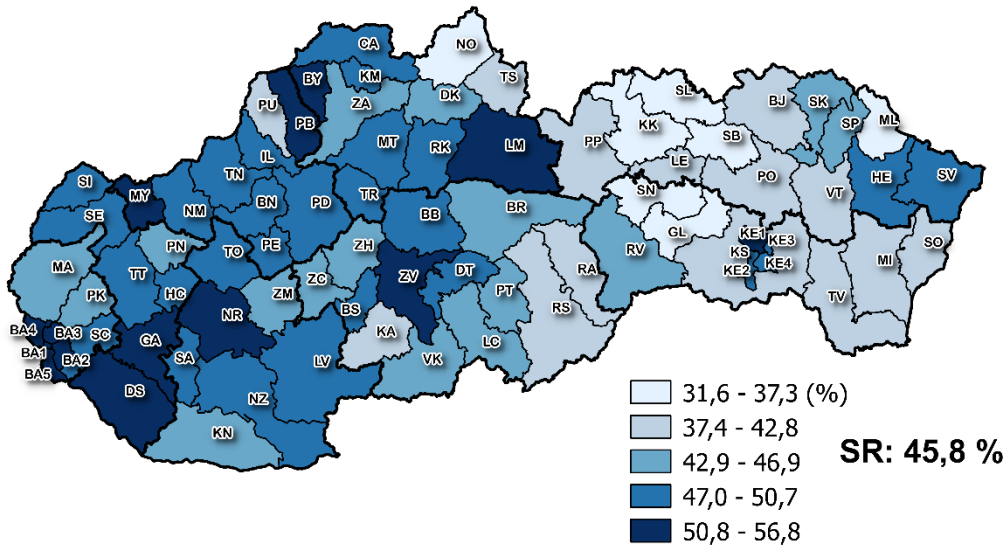 CA
NO
BY
KM
TS
PU
PB
ZA
DK
SL
BJ
SK
SP
ML
KK
SB
MT
RK
LM
PP
LE
PO
IL
TN
SI
MY
NM
BN
PD
TR
SN
VT
HE
SV
SE
BB
BR
GL
PN
PE
ZH
KE1
KE3
SO
MA
TT
TO
RV
KS
KE4
KE2
MI
PK
HC
ZM
ZC
ZV
DT
RA
TV
BS
PT
RS
NR
BA4
BA3
SC
GA
KA
BA1
BA2
SA
LV
VK
LC
BA5
DS
NZ
KN
31,6 - 37,3 (%)
37,4 - 42,8
42,9 - 46,9
SR: 45,8 %
47,0 - 50,7
50,8 - 56,8